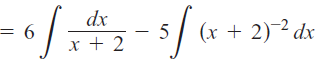 = 6 ∫ dx / (x + 2) − 5 ∫ (x + 2)⁻² dx